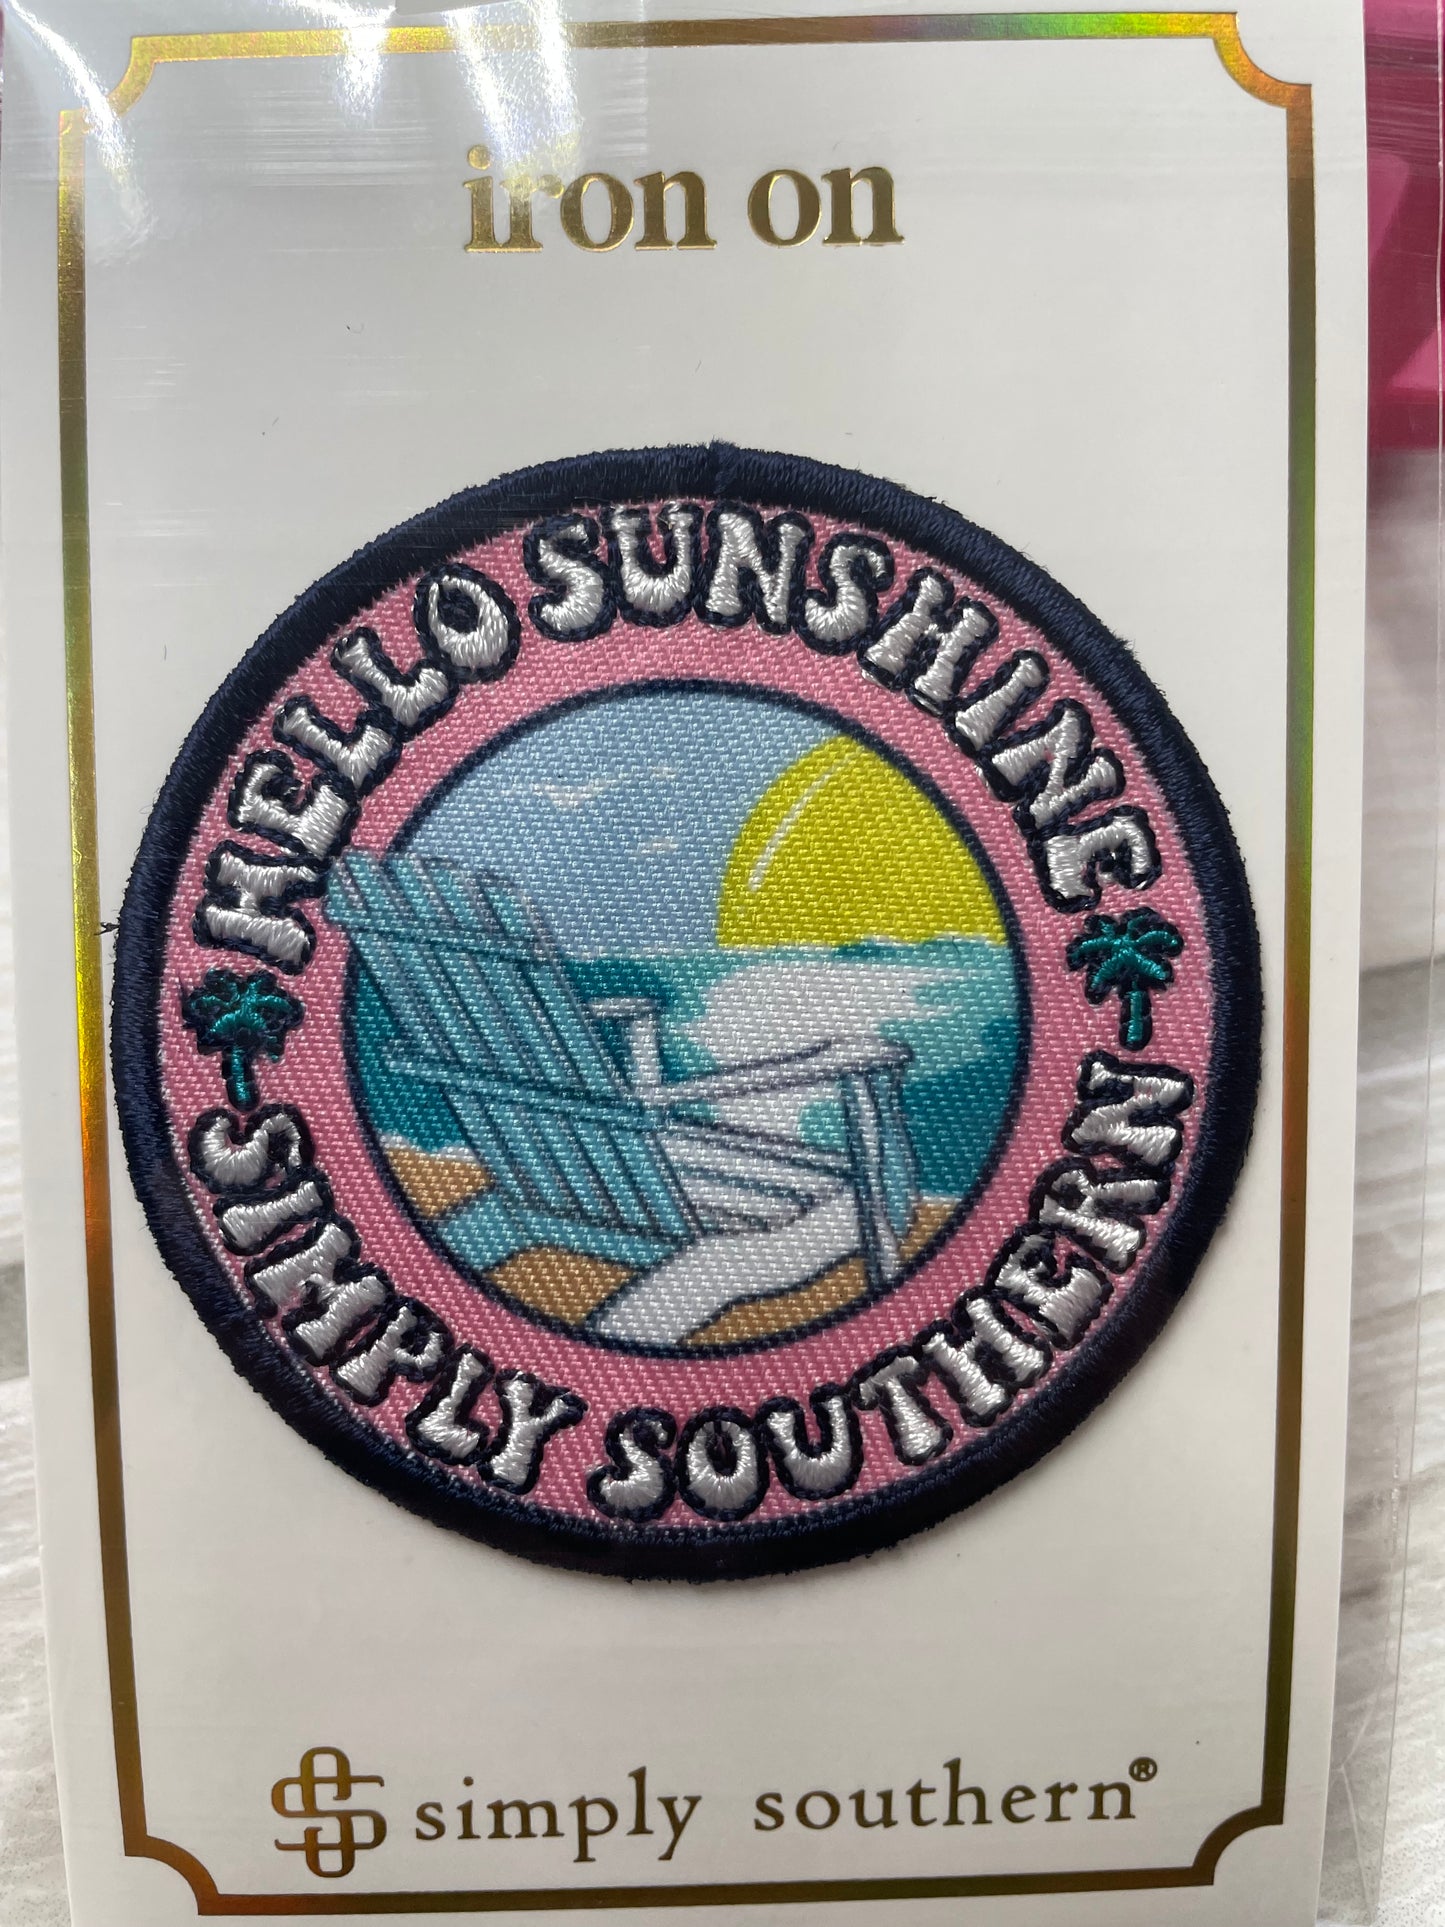 iron on
HELLO SUNSHINE
SIMPLY SOUTHERN
simply southern®